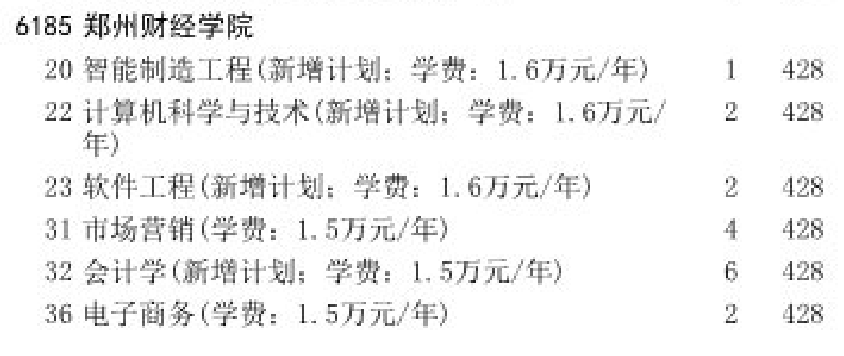 6185 郑州财经学院
20 智能制造工程(新增计划; 学费: 1.6万元/年) 1 428
22 计算机科学与技术(新增计划; 学费: 1.6万元/ 2 428
年)
23 软件工程(新增计划; 学费: 1.6万元/年) 2 428
31 市场营销(学费: 1.5万元/年) 4 428
32 会计学(新增计划; 学费: 1.5万元/年) 6 428
36 电子商务(学费: 1.5万元/年) 2 428